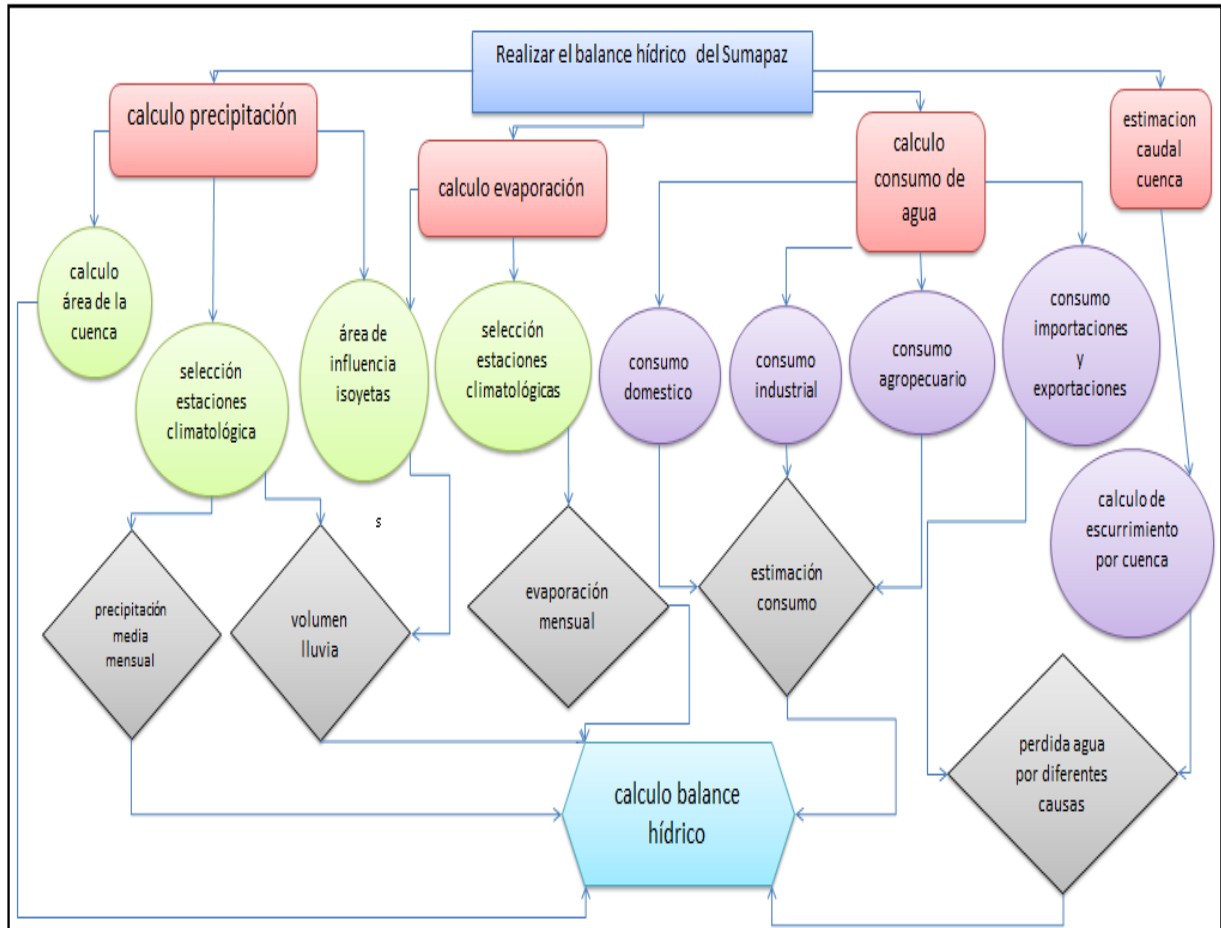 Realizar el balance hídrico del Sumapaz
calculo precipitación
calculo evaporación
calculo
consumo de
agua
estimacion
caudal
cuenca
calculo
área de la
cuenca
selección
estaciones
climatológica
área de
influencia
isoyetas
selección
estaciones
climatológicas
consumo
domestico
consumo
industrial
consumo
agropecuario
consumo
importaciones
y
exportaciones
s
calculo de
escurrimiento
por cuenca
precipitación
media
mensual
volumen
lluvia
evaporación
mensual
estimación
consumo
perdida agua
por diferentes
causas
calculo balance
hídrico